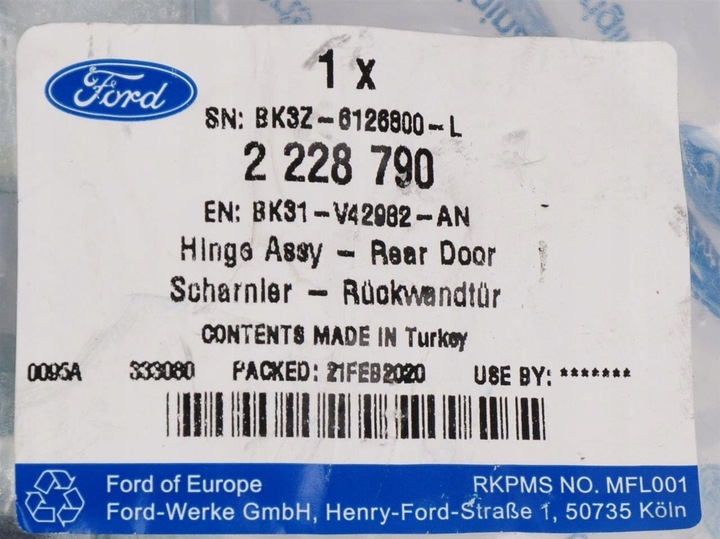 Ford
1 x
SN: BK3Z-6126800-L
2 228 790
EN: BK31-V42982-AN
Hinge Assy - Rear Door
Scharnier - Rückwandtür
CONTENTS MADE IN Turkey
0095A 333080 PACKED: 21FEB2020 USE BY: *******
Ford of Europe RKPMS NO. MFL001
Ford-Werke GmbH, Henry-Ford-Straße 1, 50735 Köln